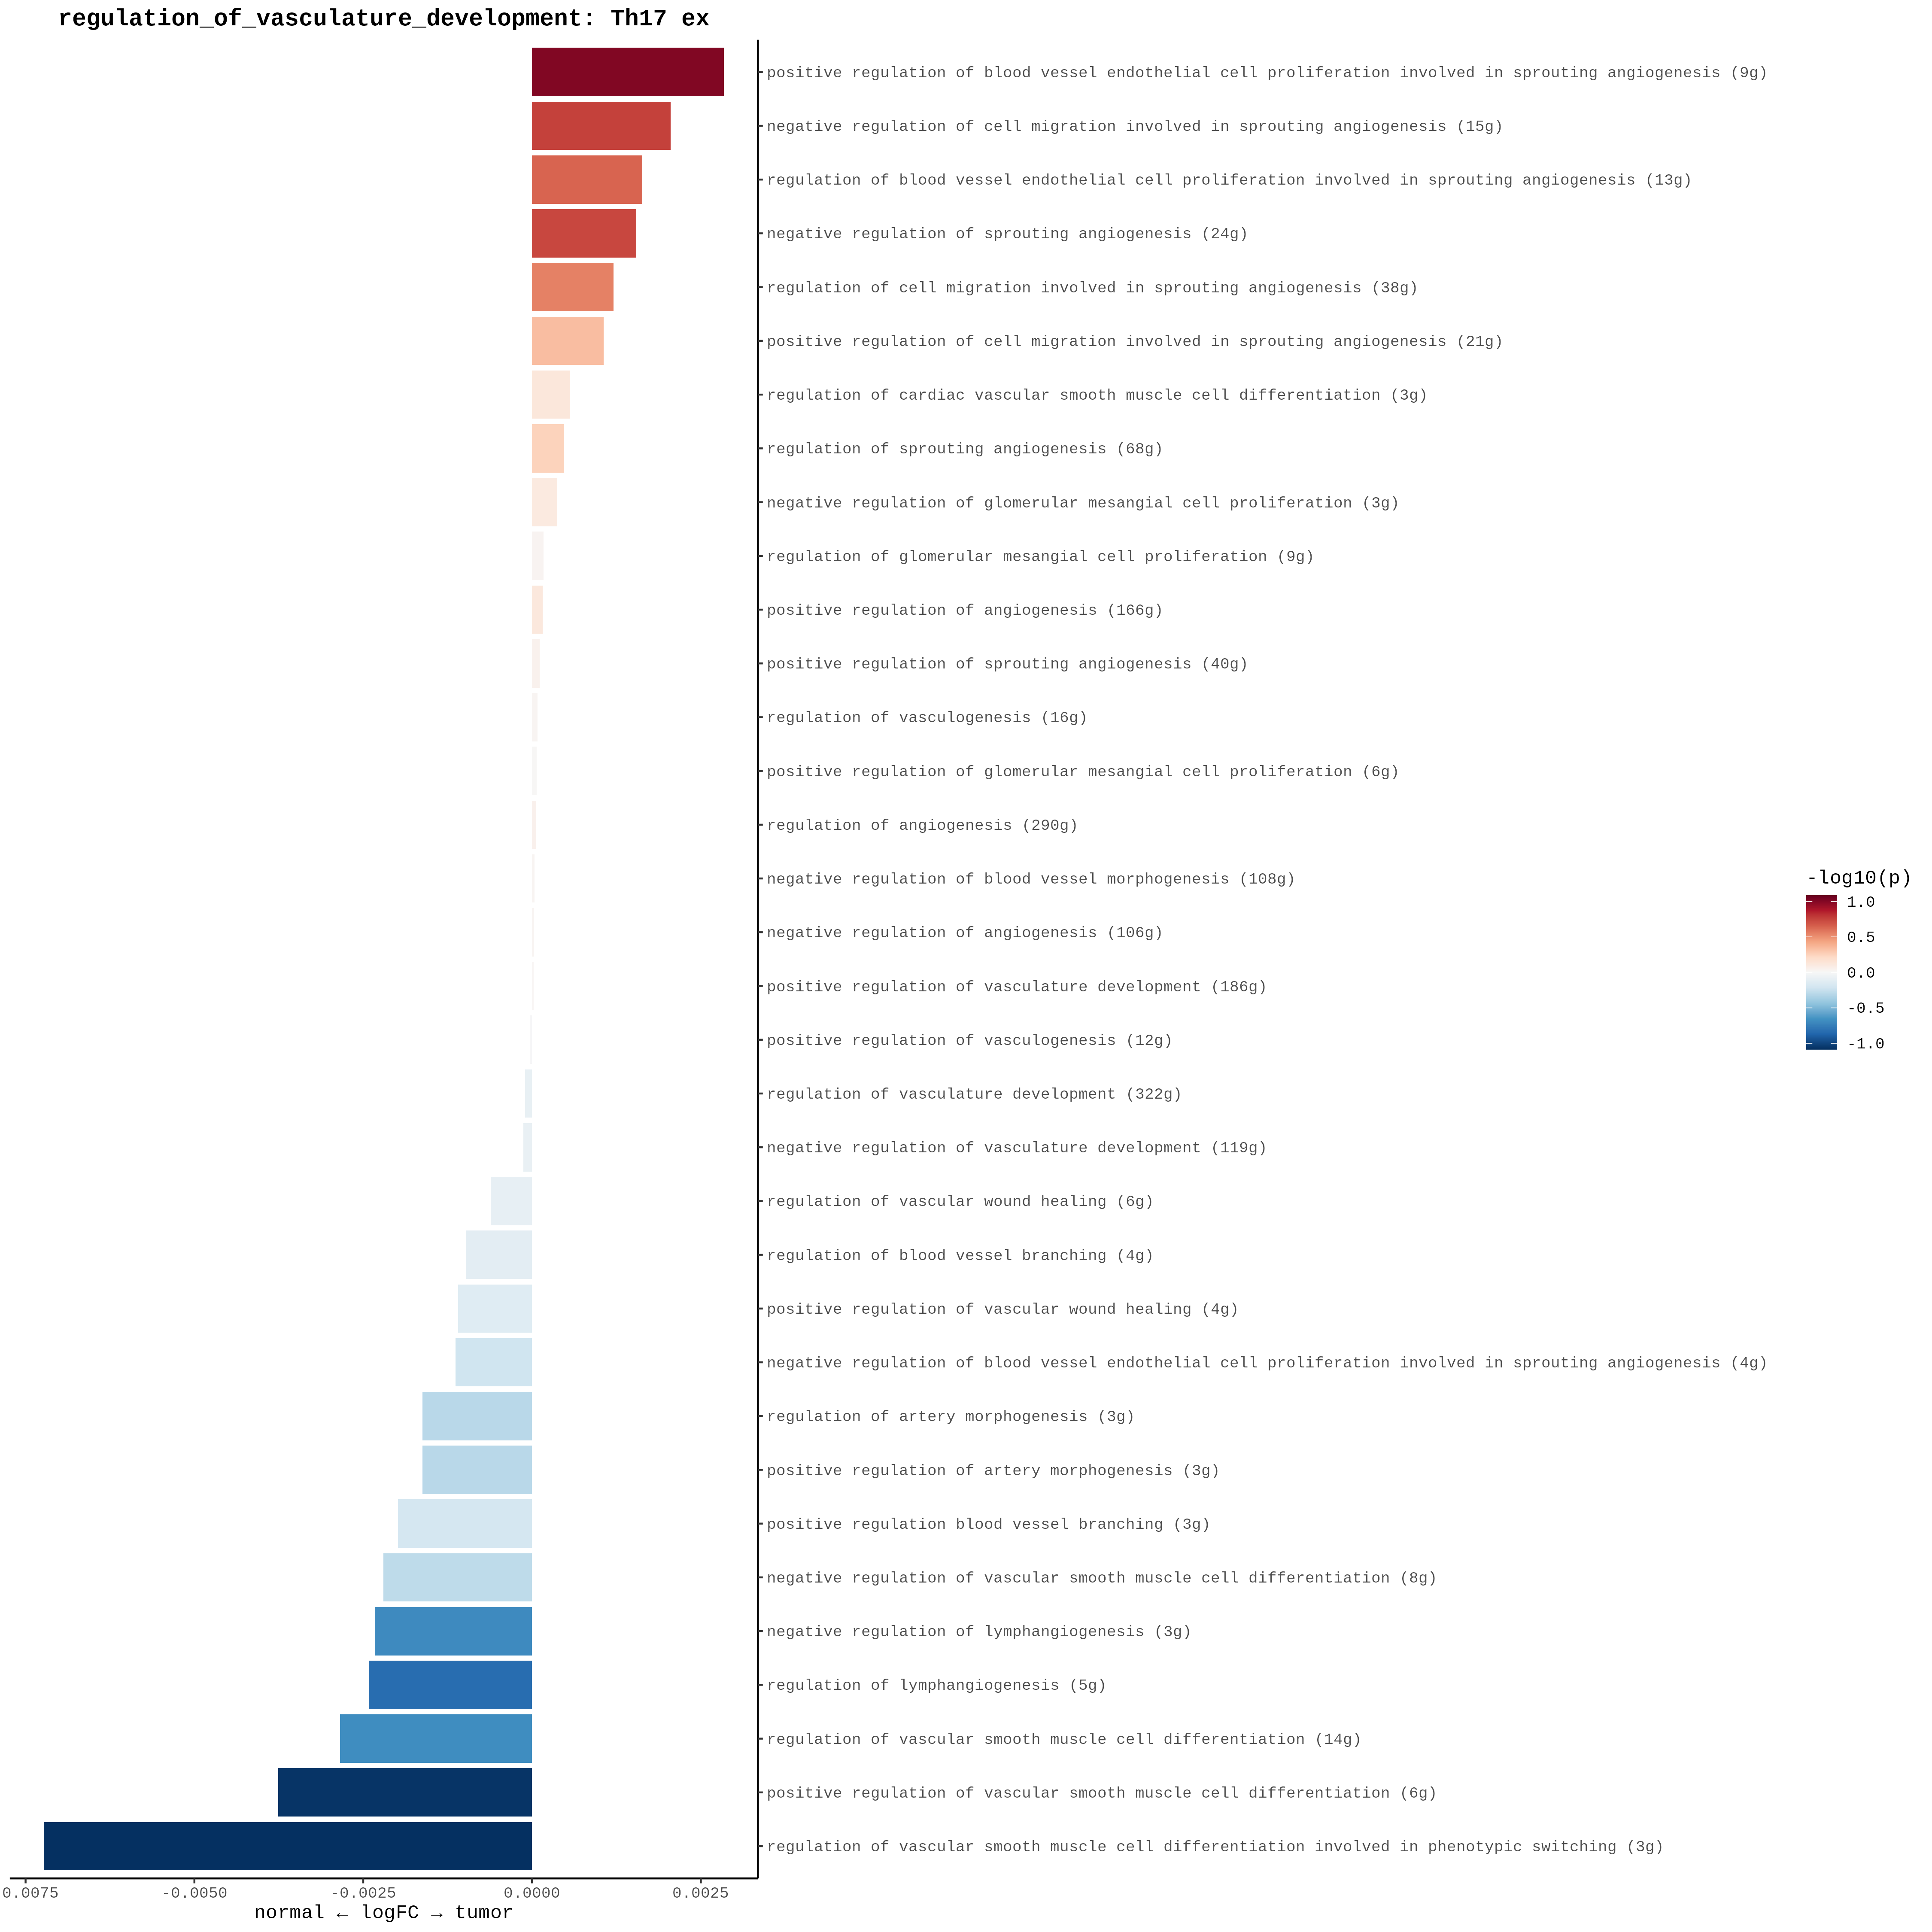 regulation_of_vasculature_development: Th17 ex
positive regulation of blood vessel endothelial cell proliferation involved in sprouting angiogenesis (9g)
negative regulation of cell migration involved in sprouting angiogenesis (15g)
regulation of blood vessel endothelial cell proliferation involved in sprouting angiogenesis (13g)
negative regulation of sprouting angiogenesis (24g)
regulation of cell migration involved in sprouting angiogenesis (38g)
positive regulation of cell migration involved in sprouting angiogenesis (21g)
regulation of cardiac vascular smooth muscle cell differentiation (3g)
regulation of sprouting angiogenesis (68g)
negative regulation of glomerular mesangial cell proliferation (3g)
regulation of glomerular mesangial cell proliferation (9g)
positive regulation of angiogenesis (166g)
positive regulation of sprouting angiogenesis (40g)
regulation of vasculogenesis (16g)
positive regulation of glomerular mesangial cell proliferation (6g)
regulation of angiogenesis (290g)
negative regulation of blood vessel morphogenesis (108g)
negative regulation of angiogenesis (106g)
positive regulation of vasculature development (186g)
positive regulation of vasculogenesis (12g)
regulation of vasculature development (322g)
negative regulation of vasculature development (119g)
regulation of vascular wound healing (6g)
regulation of blood vessel branching (4g)
positive regulation of vascular wound healing (4g)
negative regulation of blood vessel endothelial cell proliferation involved in sprouting angiogenesis (4g)
regulation of artery morphogenesis (3g)
positive regulation of artery morphogenesis (3g)
positive regulation blood vessel branching (3g)
negative regulation of vascular smooth muscle cell differentiation (8g)
negative regulation of lymphangiogenesis (3g)
regulation of lymphangiogenesis (5g)
regulation of vascular smooth muscle cell differentiation (14g)
positive regulation of vascular smooth muscle cell differentiation (6g)
regulation of vascular smooth muscle cell differentiation involved in phenotypic switching (3g)
0.0075 -0.0050 -0.0025 0.0000 0.0025
normal ← logFC → tumor
-log10(p)
1.0
0.5
0.0
-0.5
-1.0